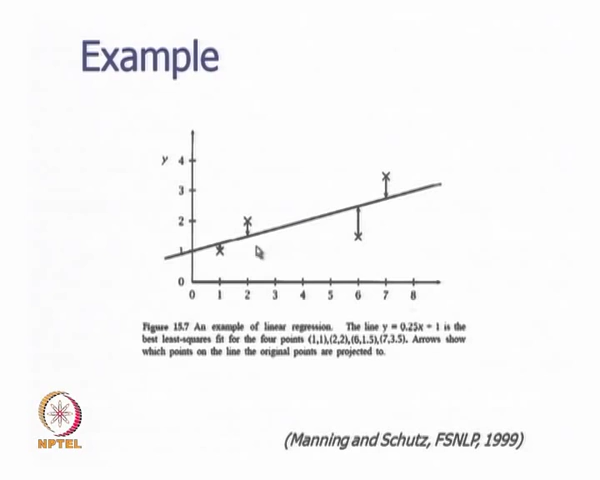 Example
y
4
3
2
1
0
0 1 2 3 4 5 6 7 8
Figure 15.7 An example of linear regression. The line y = 0.25x + 1 is the
best least-squares fit for the four points (1,1),(2,2),(6,1.5),(7,3.5). Arrows show
which points on the line the original points are projected to.
NPTEL
(Manning and Schutz, FSNLP, 1999)